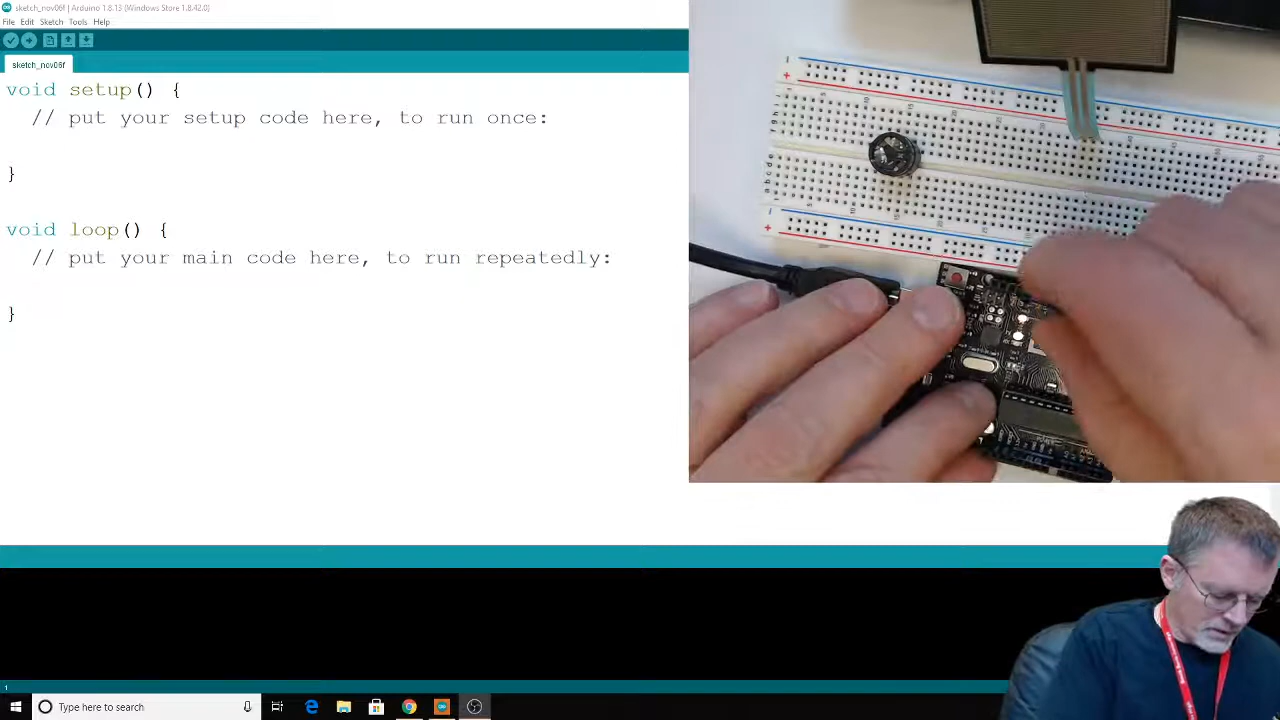 sketch_nov06f | Arduino 1.8.13 (Windows Store 1.8.42.0)
File Edit Sketch Tools Help
sketch_nov06f
void setup() {
// put your setup code here, to run once:
}
void loop() {
// put your main code here, to run repeatedly:
}
1
Type here to search